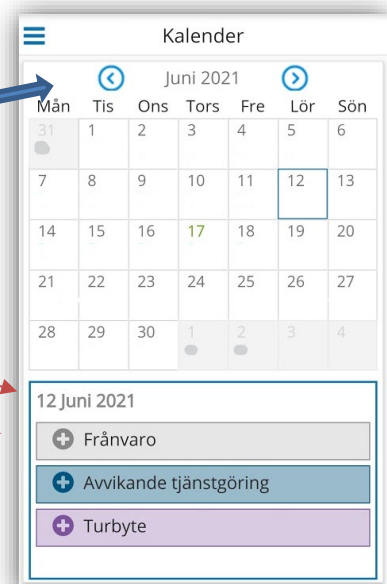 Kalender
Juni 2021
Mån Tis Ons Tors Fre Lör Sön
31 1 2 3 4 5 6
7 8 9 10 11 12 13
14 15 16 17 18 19 20
21 22 23 24 25 26 27
28 29 30 1 2 3 4
12 Juni 2021
Frånvaro
Avvikande tjänstgöring
Turbyte